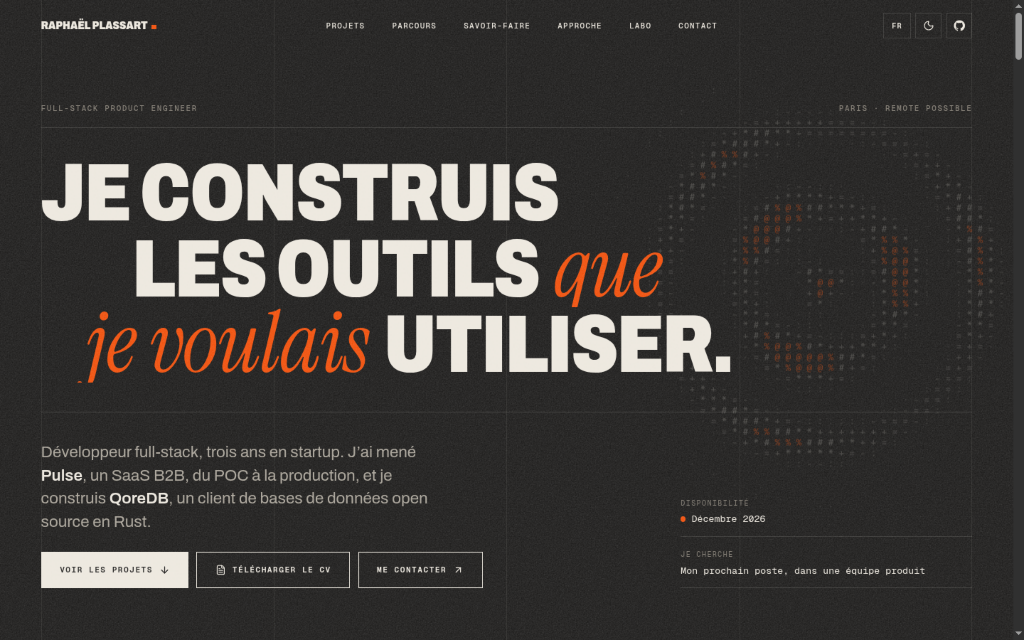 RAPHAËL PLASSART
PROJETS PARCOURS SAVOIR-FAIRE APPROCHE LABO CONTACT
FR
FULL-STACK PRODUCT ENGINEER
PARIS · REMOTE POSSIBLE
JE CONSTRUIS
LES OUTILS que
je voulais UTILISER.
Développeur full-stack, trois ans en startup. J'ai mené
Pulse, un SaaS B2B, du POC à la production, et je
construis QoreDB, un client de bases de données open
source en Rust.
VOIR LES PROJETS ↓
TÉLÉCHARGER LE CV
ME CONTACTER ↗
DISPONIBILITÉ
Décembre 2026
JE CHERCHE
Mon prochain poste, dans une équipe produit